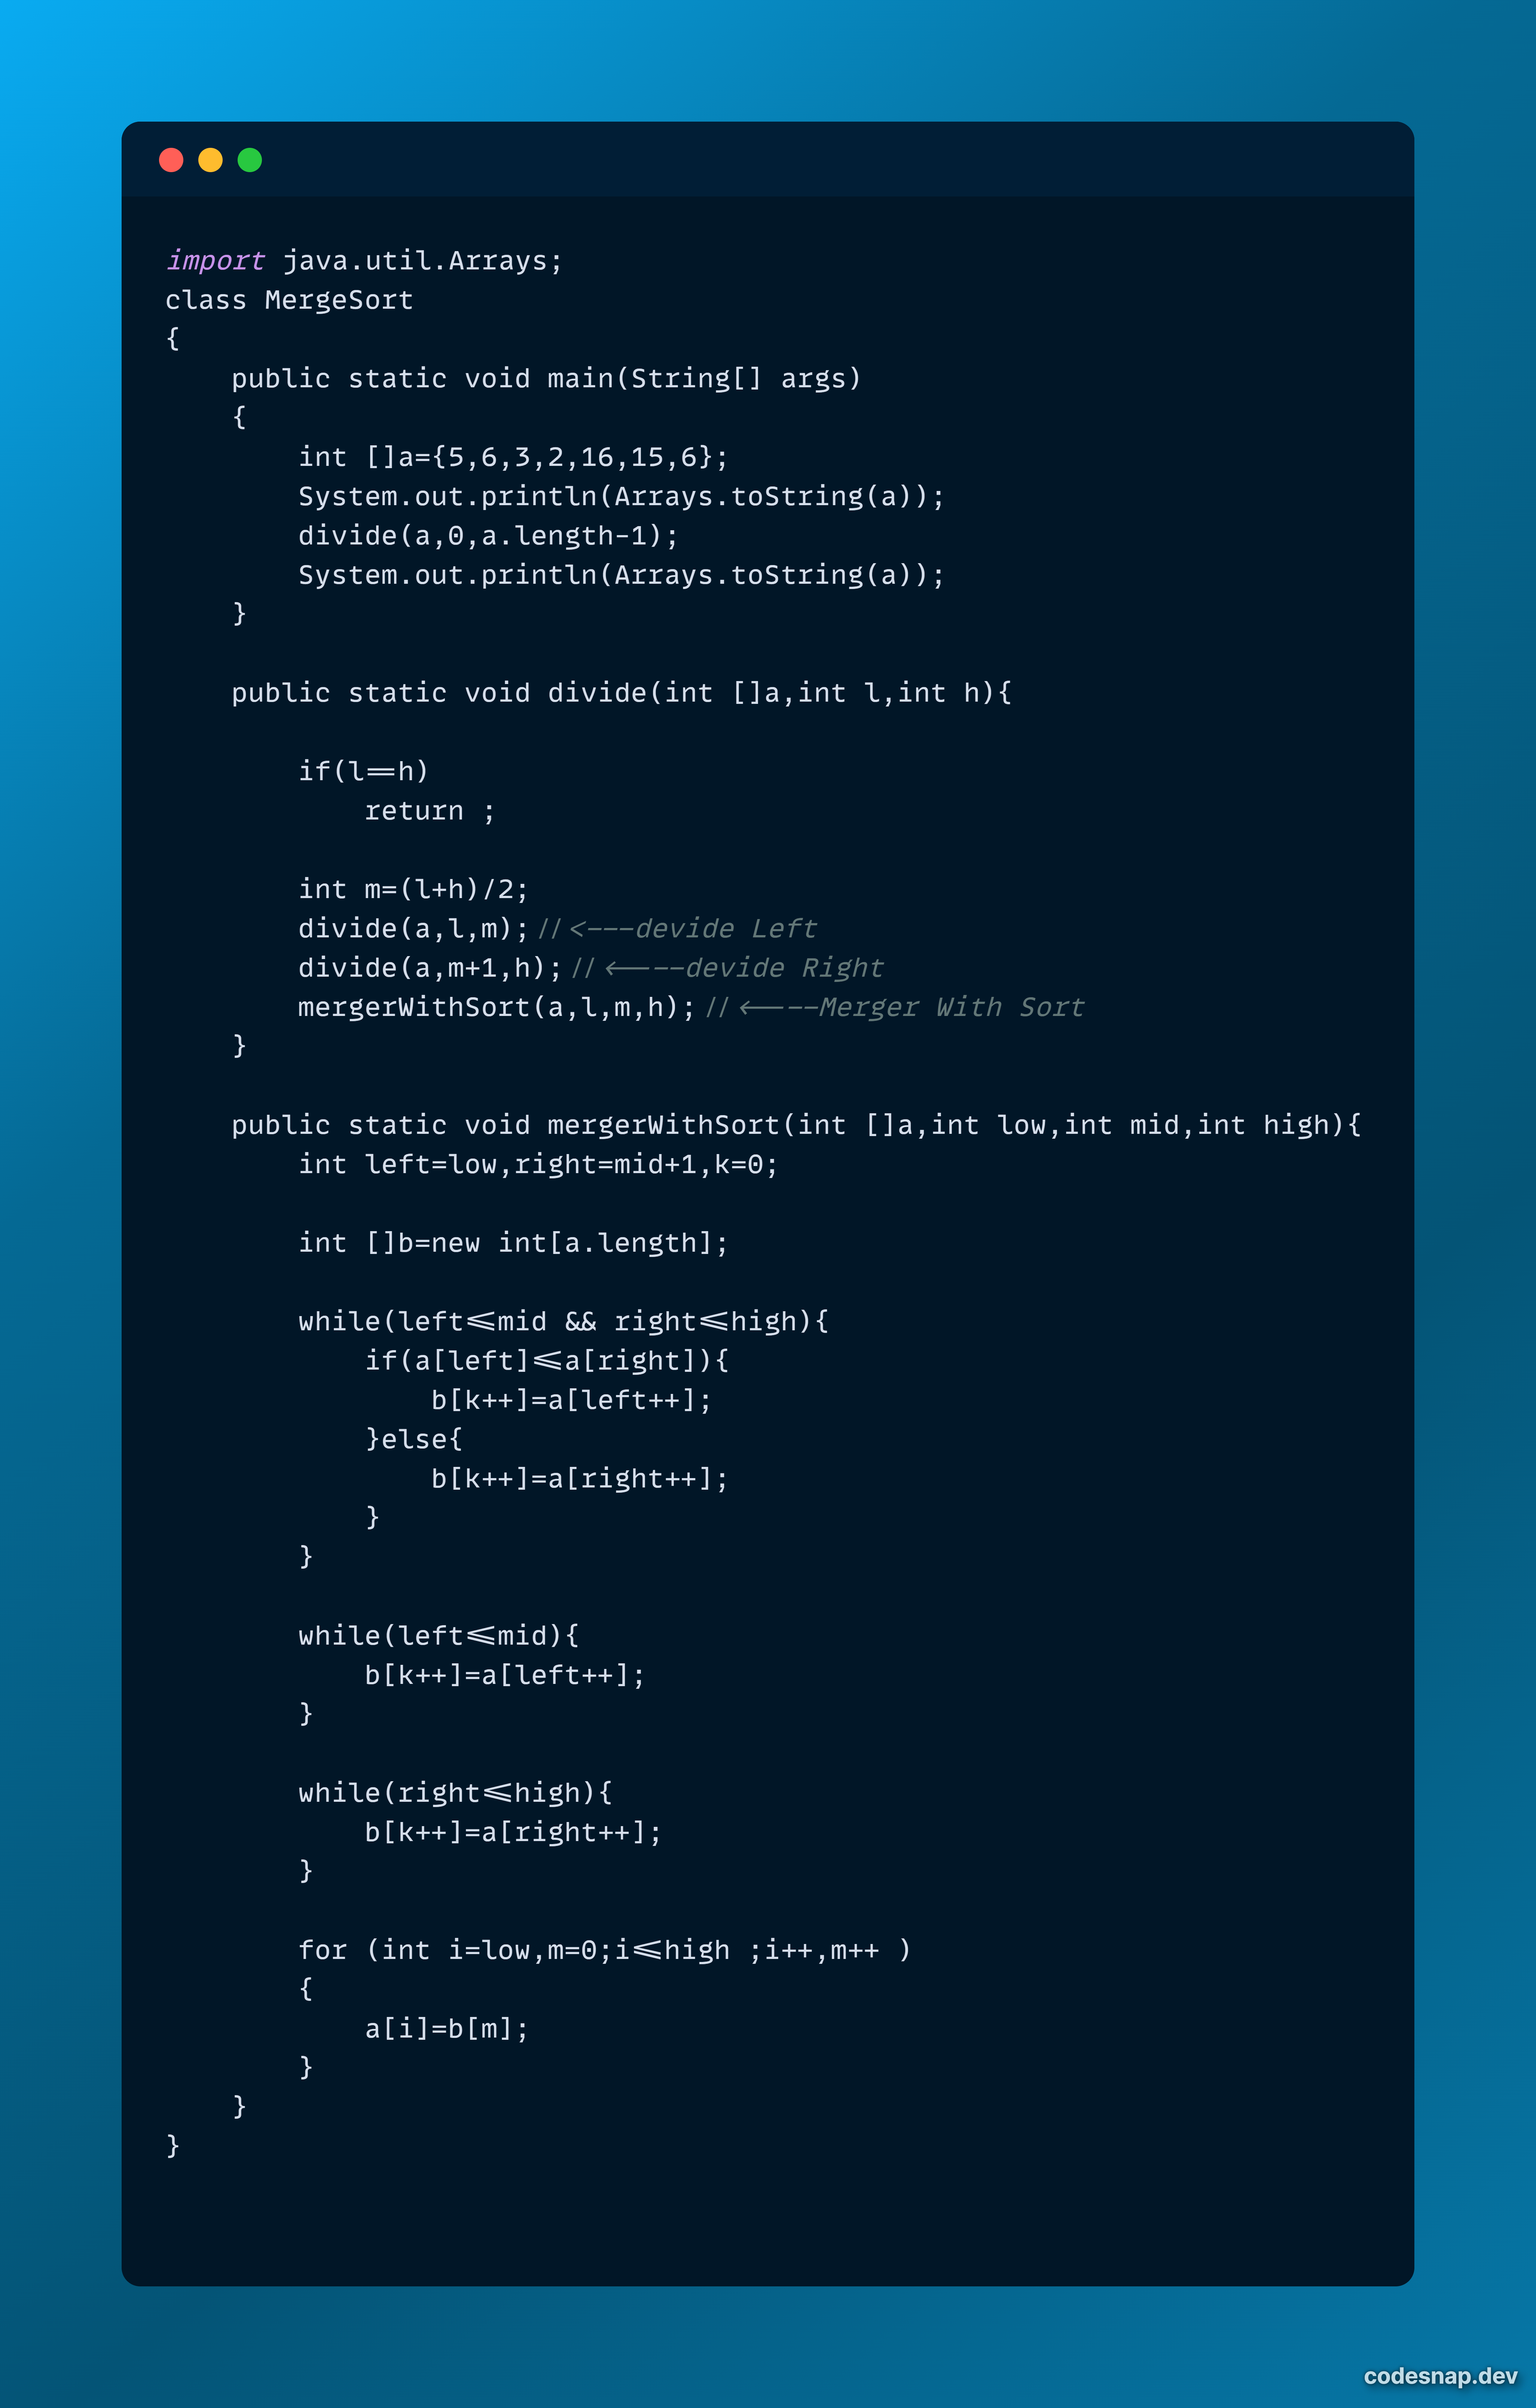 import java.util.Arrays;
class MergeSort
{
    public static void main(String[] args)
    {
        int []a={5,6,3,2,16,15,6};
        System.out.println(Arrays.toString(a));
        divide(a,0,a.length-1);
        System.out.println(Arrays.toString(a));
    }

    public static void divide(int []a,int l,int h){

        if(l==h)
            return ;

        int m=(l+h)/2;
        divide(a,l,m);//<---devide Left
        divide(a,m+1,h);//<----devide Right
        mergerWithSort(a,l,m,h);//<----Merger With Sort
    }

    public static void mergerWithSort(int []a,int low,int mid,int high){
        int left=low,right=mid+1,k=0;

        int []b=new int[a.length];

        while(left<=mid && right<=high){
            if(a[left]<=a[right]){
                b[k++]=a[left++];
            }else{
                b[k++]=a[right++];
            }
        }

        while(left<=mid){
            b[k++]=a[left++];
        }

        while(right<=high){
            b[k++]=a[right++];
        }

        for (int i=low,m=0;i<=high ;i++,m++ )
        {
            a[i]=b[m];
        }
    }
}
codesnap.dev